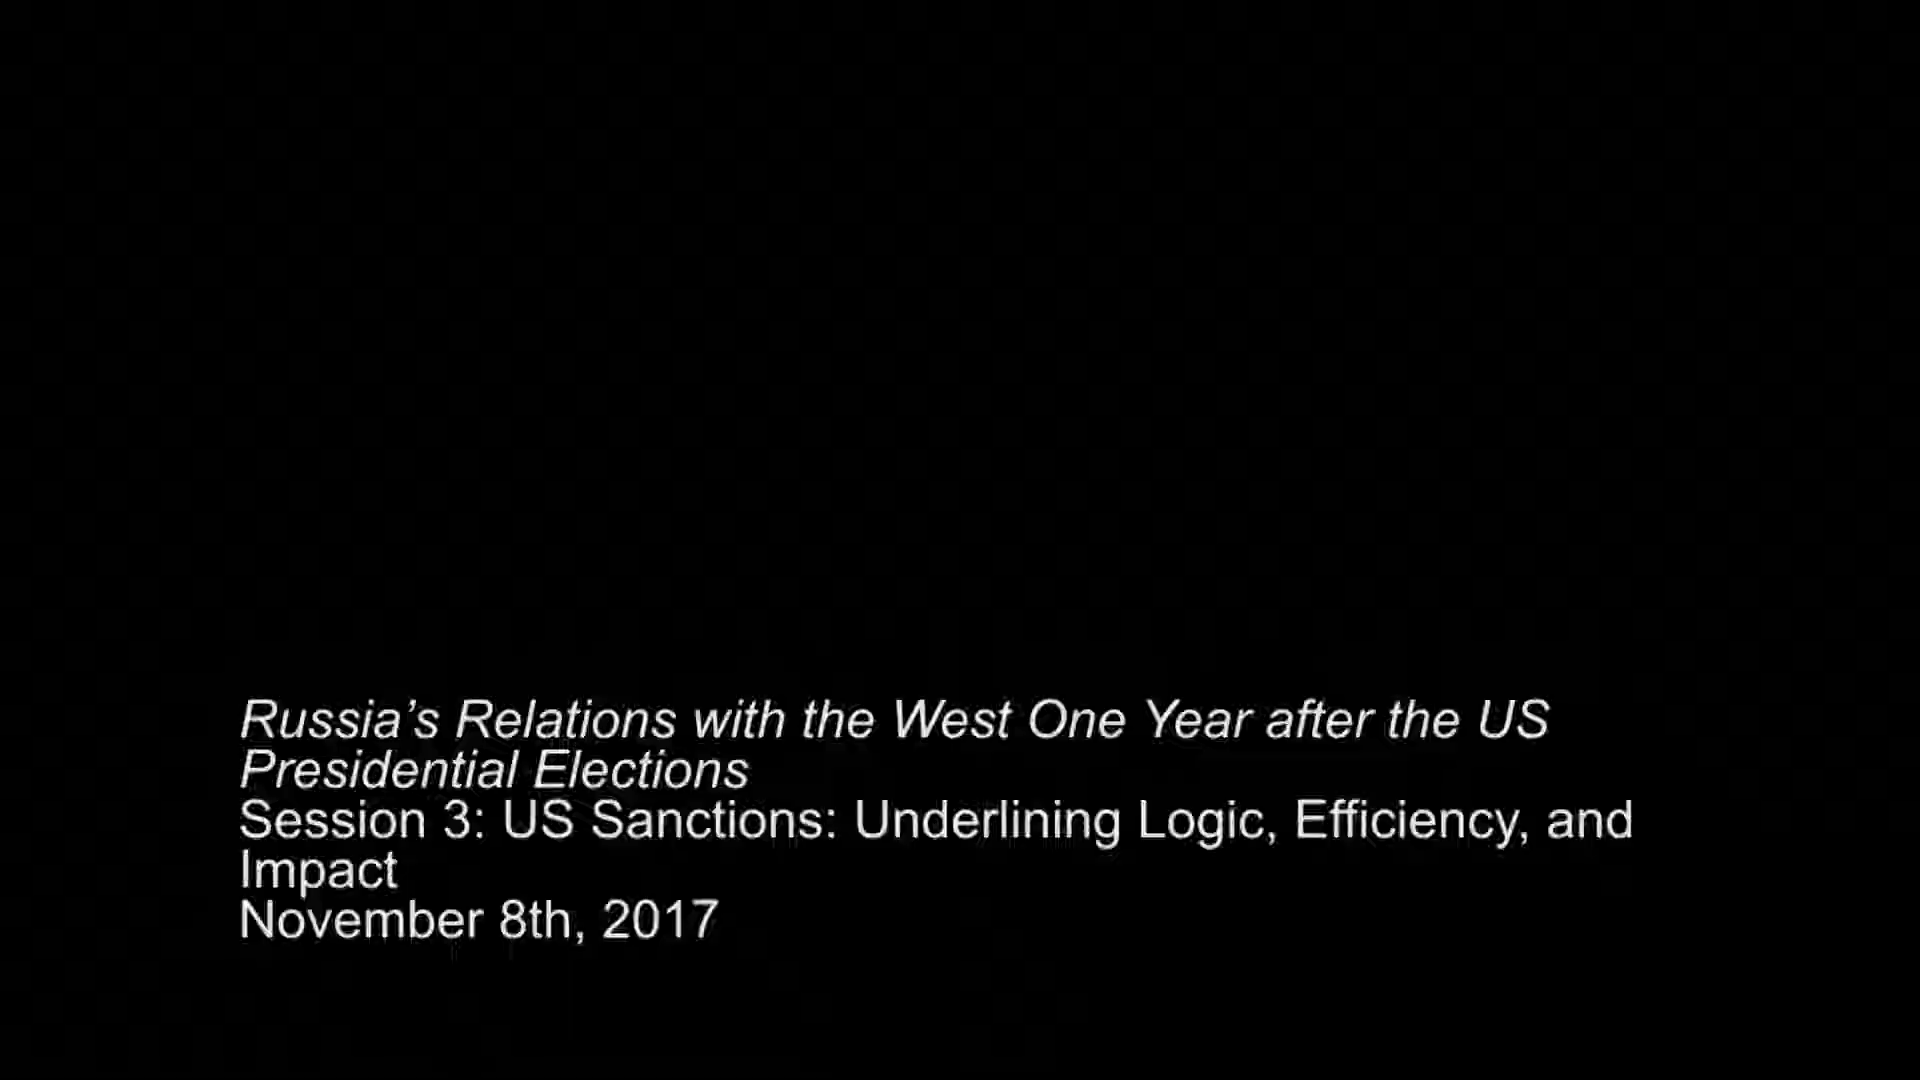 Russia’s Relations with the West One Year after the US
Presidential Elections
Session 3: US Sanctions: Underlining Logic, Efficiency, and
Impact
November 8th, 2017